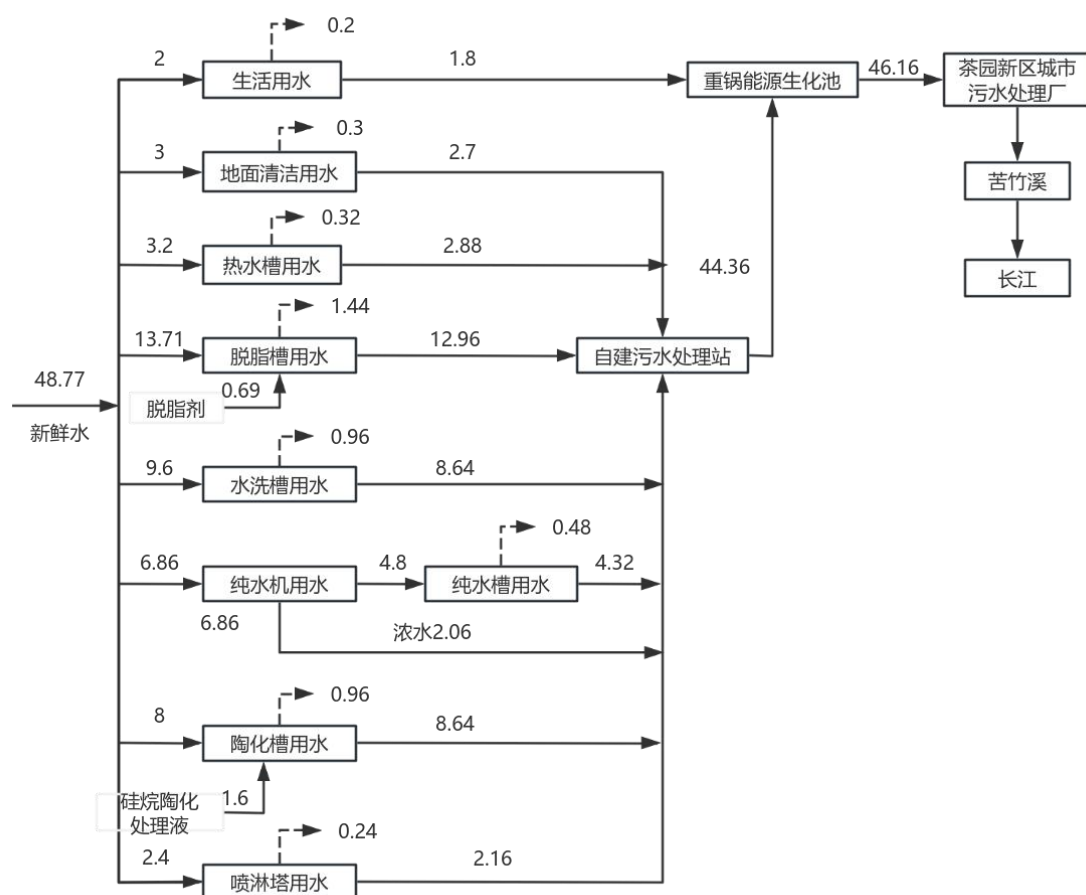 0.2
2
生活用水
1.8
重锅能源生化池
46.16
茶园新区城市
污水处理厂
0.3
3
地面清洁用水
2.7
苦竹溪
0.32
3.2
热水槽用水
2.88
44.36
长江
1.44
13.71
脱脂槽用水
12.96
自建污水处理站
48.77
新鲜水
脱脂剂
0.69
0.96
9.6
水洗槽用水
8.64
0.48
6.86
纯水机用水
4.8
纯水槽用水
4.32
6.86
浓水2.06
0.96
8
陶化槽用水
8.64
硅烷陶化
处理液
1.6
0.24
2.4
喷淋塔用水
2.16